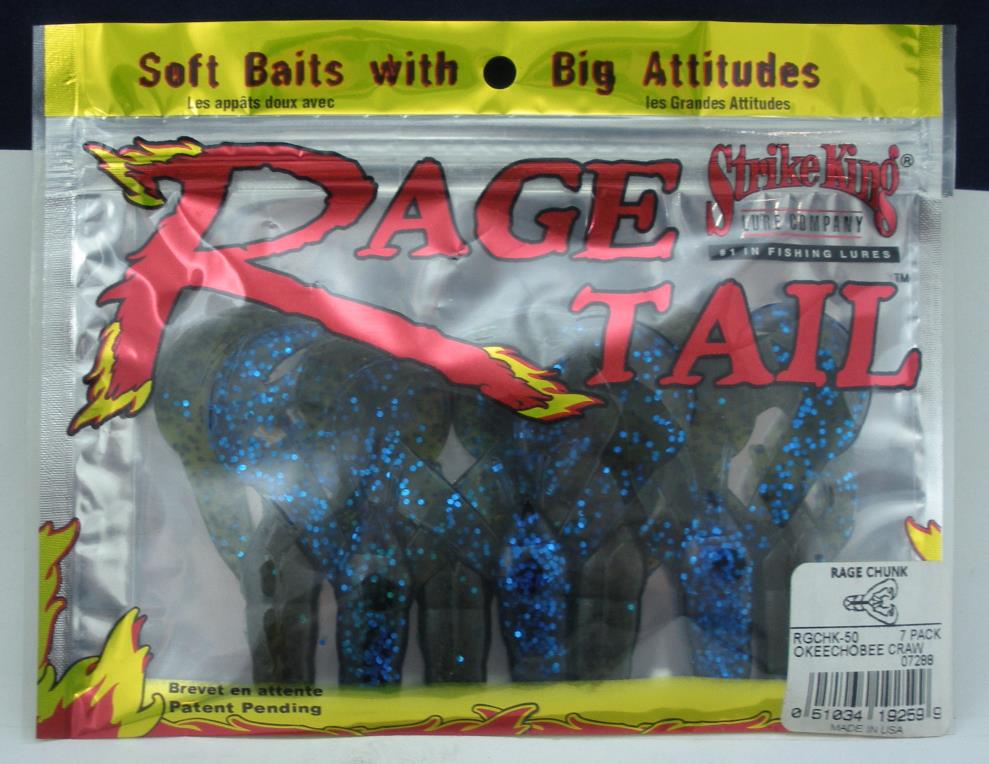 Soft Baits with Big Attitudes
Les appâts doux avec les Grandes Attitudes
RAGE
TAIL™
Strike King®
LURE COMPANY
#1 IN FISHING LURES
RAGE CHUNK
RGCHK-50 7 PACK
OKEECHOBEE CRAW
07288
0 51034 19259 9
MADE IN USA
Brevet en attente
Patent Pending